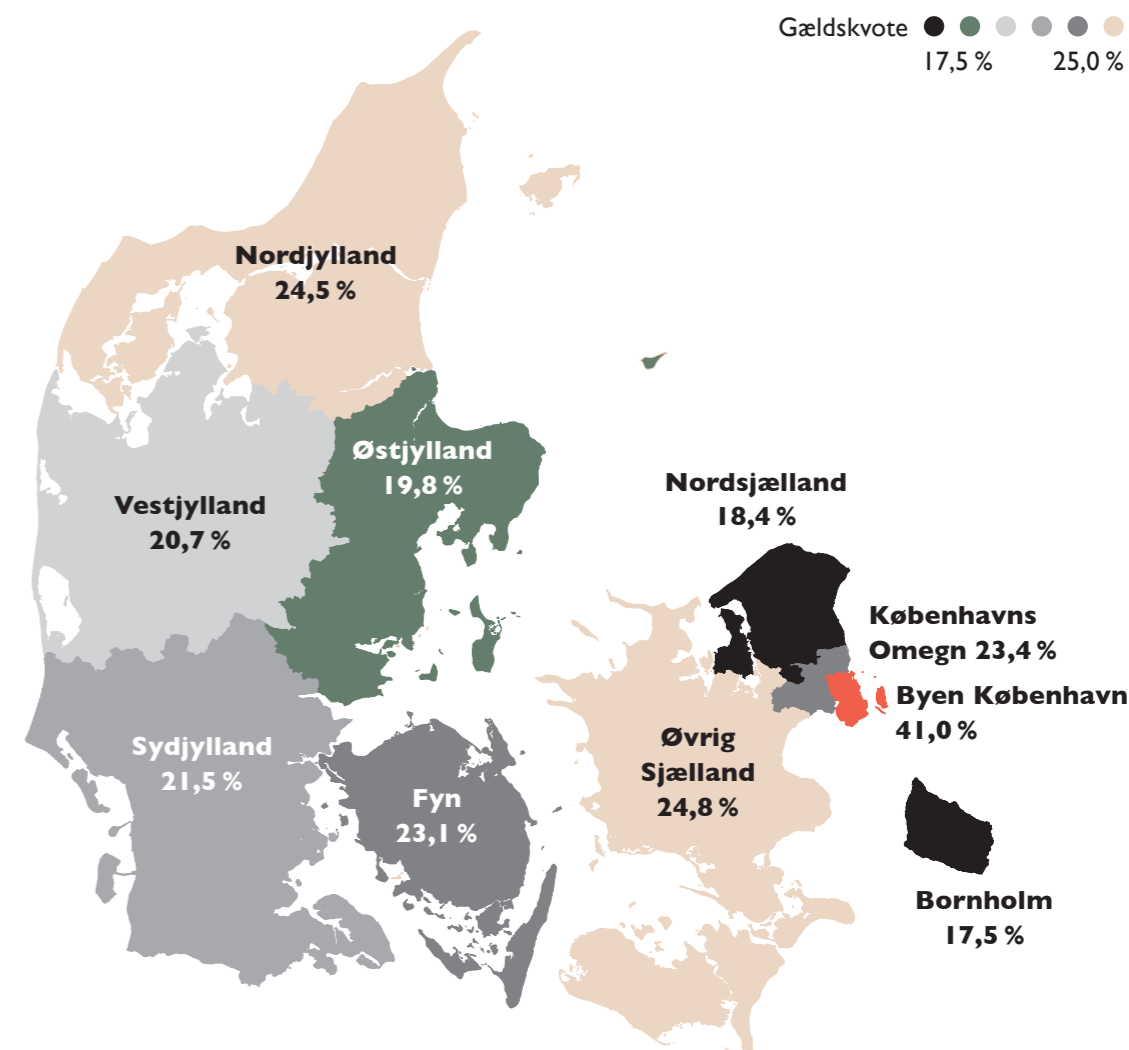 Gældskvote
17,5 % 25,0 %
Nordjylland
24,5 %
Østjylland
19,8 %
Vestjylland
20,7 %
Nordsjælland
18,4 %
Københavns
Omegn 23,4 %
Byen København
41,0 %
Sydjylland
21,5 %
Øvrig
Sjælland
24,8 %
Fyn
23,1 %
Bornholm
17,5 %